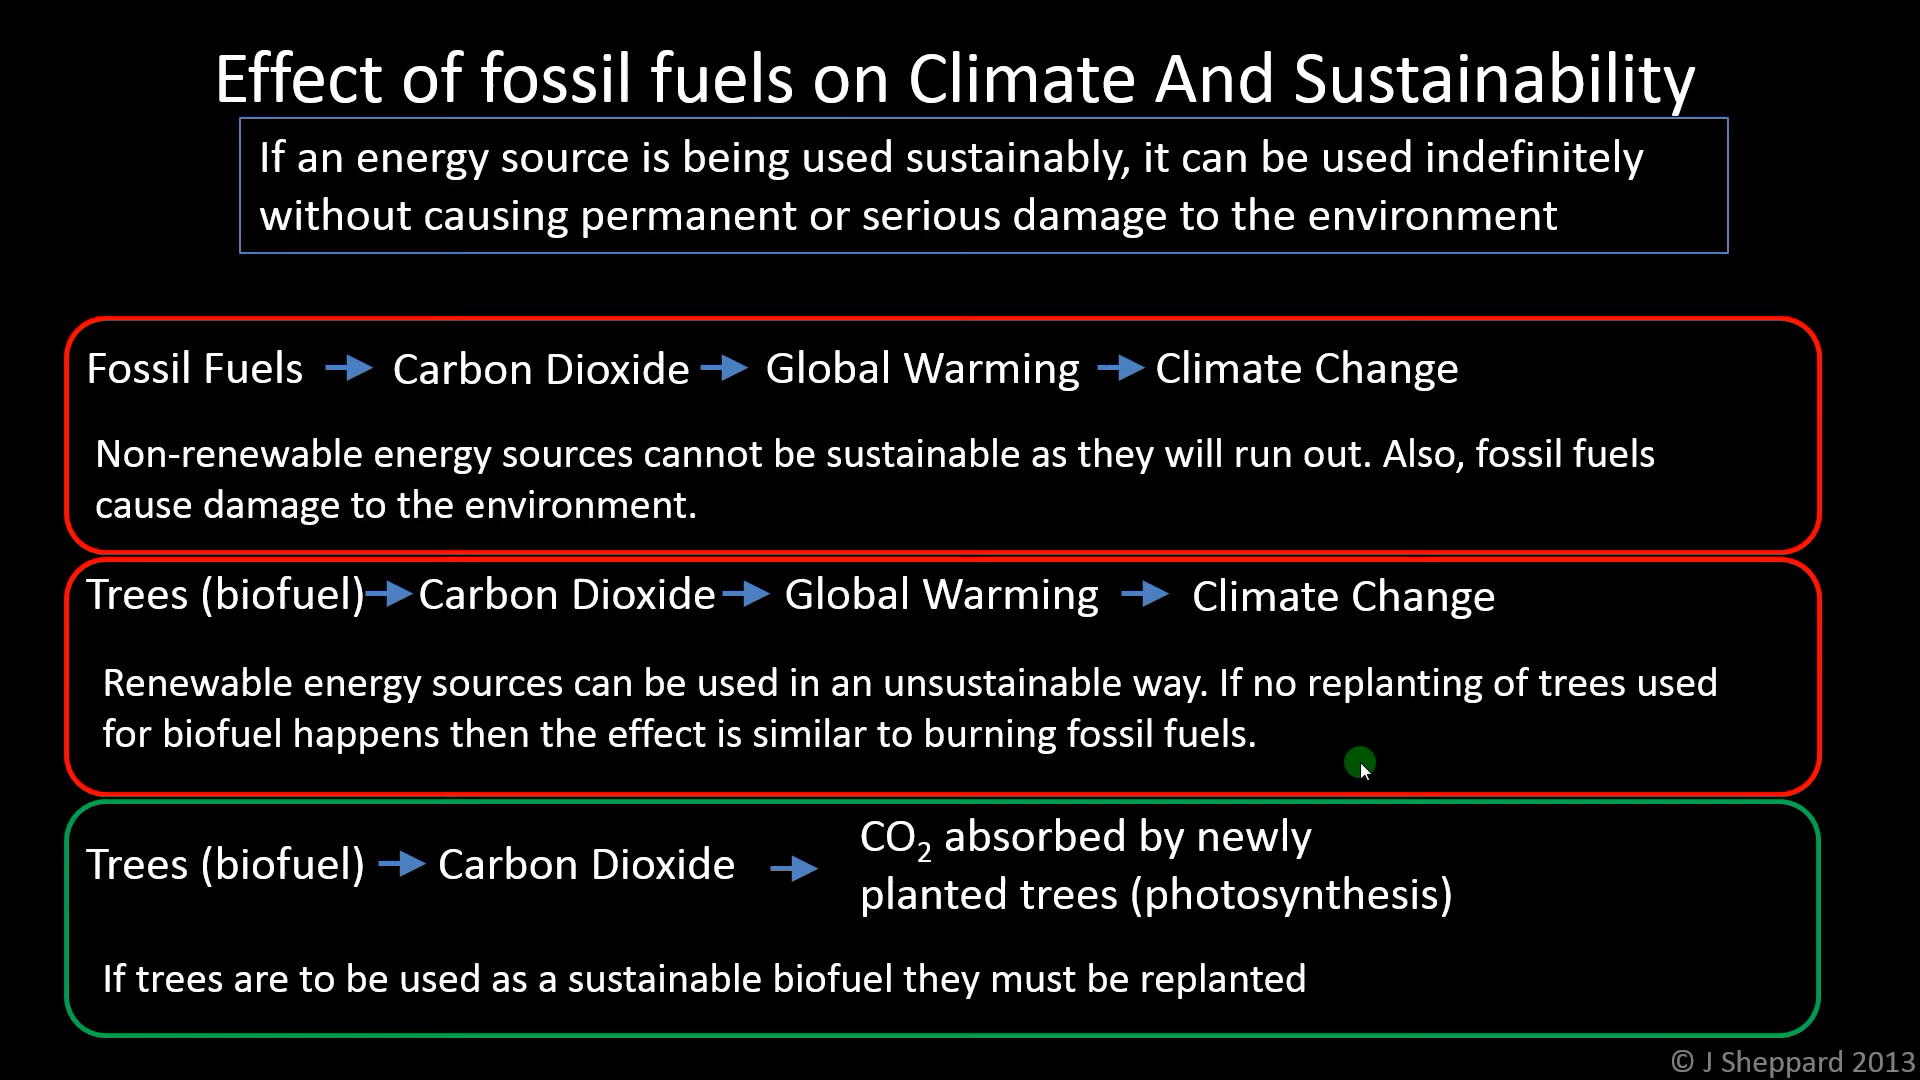 Effect of fossil fuels on Climate And Sustainability
If an energy source is being used sustainably, it can be used indefinitely
without causing permanent or serious damage to the environment
Fossil Fuels → Carbon Dioxide → Global Warming → Climate Change
Non-renewable energy sources cannot be sustainable as they will run out. Also, fossil fuels
cause damage to the environment.
Trees (biofuel) → Carbon Dioxide → Global Warming → Climate Change
Renewable energy sources can be used in an unsustainable way. If no replanting of trees used
for biofuel happens then the effect is similar to burning fossil fuels.
Trees (biofuel) → Carbon Dioxide → CO₂ absorbed by newly
planted trees (photosynthesis)
If trees are to be used as a sustainable biofuel they must be replanted
© J Sheppard 2013